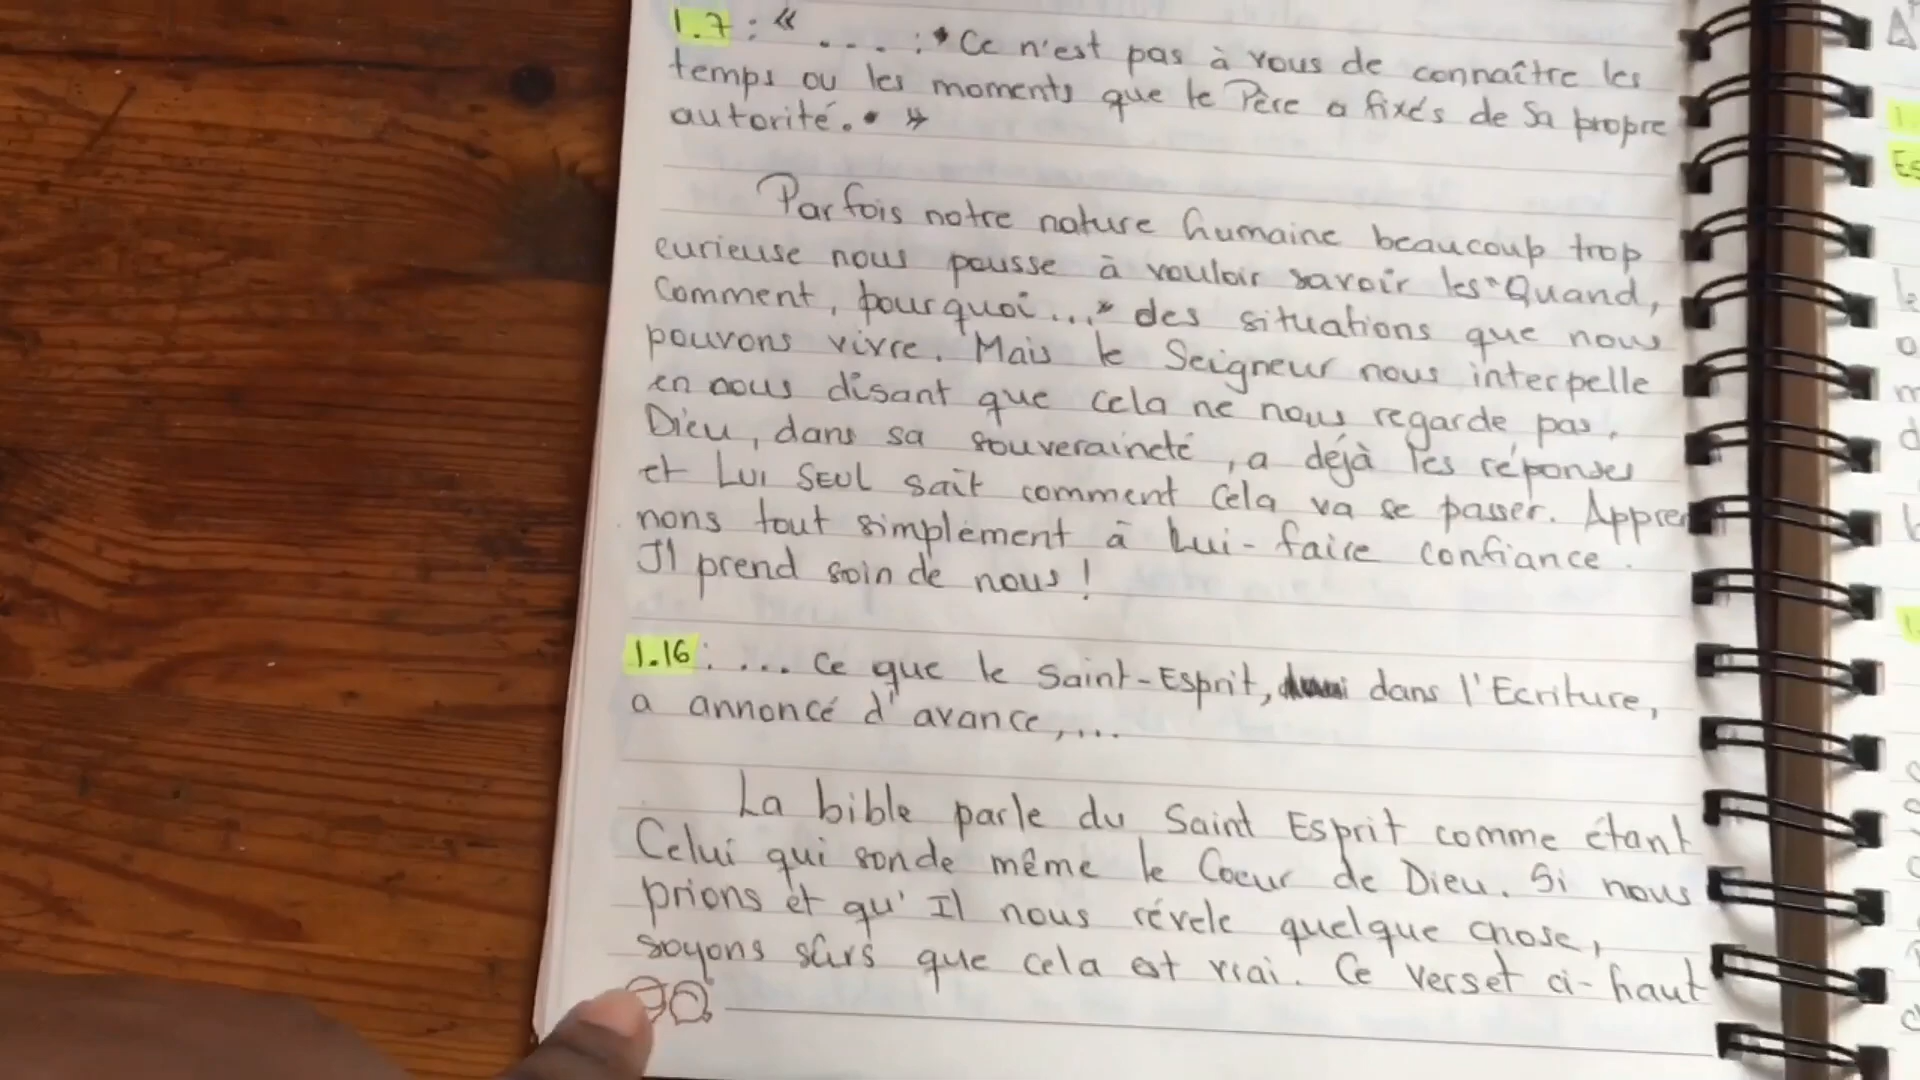 1.7 : « . . . : " Ce n'est pas à vous de connaître les
temps ou les moments que le Père a fixés de Sa propre
autorité. " »
Parfois notre nature humaine beaucoup trop
curieuse nous pousse à vouloir savoir les "Quand,
Comment, pourquoi..." des situations que nous
pouvons vivre. Mais le Seigneur nous interpelle
en nous disant que cela ne nous regarde pas.
Dieu, dans sa souveraineté, a déjà les réponses
et LUI SEUL sait comment cela va se passer. Appren
nons tout simplement à Lui-faire confiance.
Il prend soin de nous !
1.16 : ... ce que le Saint-Esprit, dans l'Ecriture,
a annoncé d'avance,...
La bible parle du Saint Esprit comme étant
Celui qui sonde même le Coeur de Dieu. Si nous
prions et qu'Il nous révèle quelque chose,
soyons sûrs que cela est vrai. Ce verset ci-haut
Es